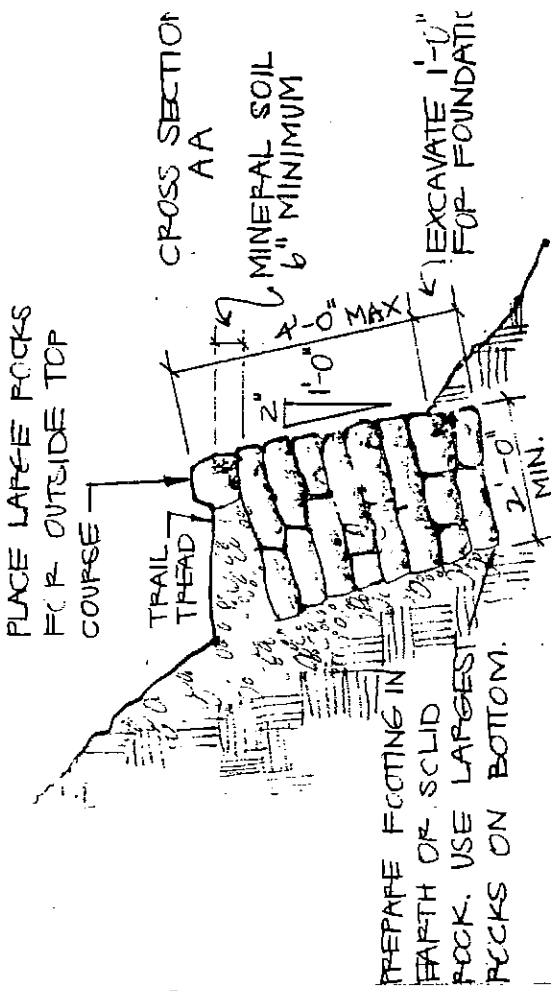 PLACE LARGE ROCKS
FOR OUTSIDE TOP
COURSE
CROSS SECTION
AA
TRAIL
TREAD
MINERAL SOIL
6" MINIMUM
2"
1'-0"
4'-0" MAX
EXCAVATE 1'-0"
FOR FOUNDATI
2'-0"
MIN.
PREPARE FOOTING IN
EARTH OR SOLID
ROCK. USE LARGEST
ROCKS ON BOTTOM.